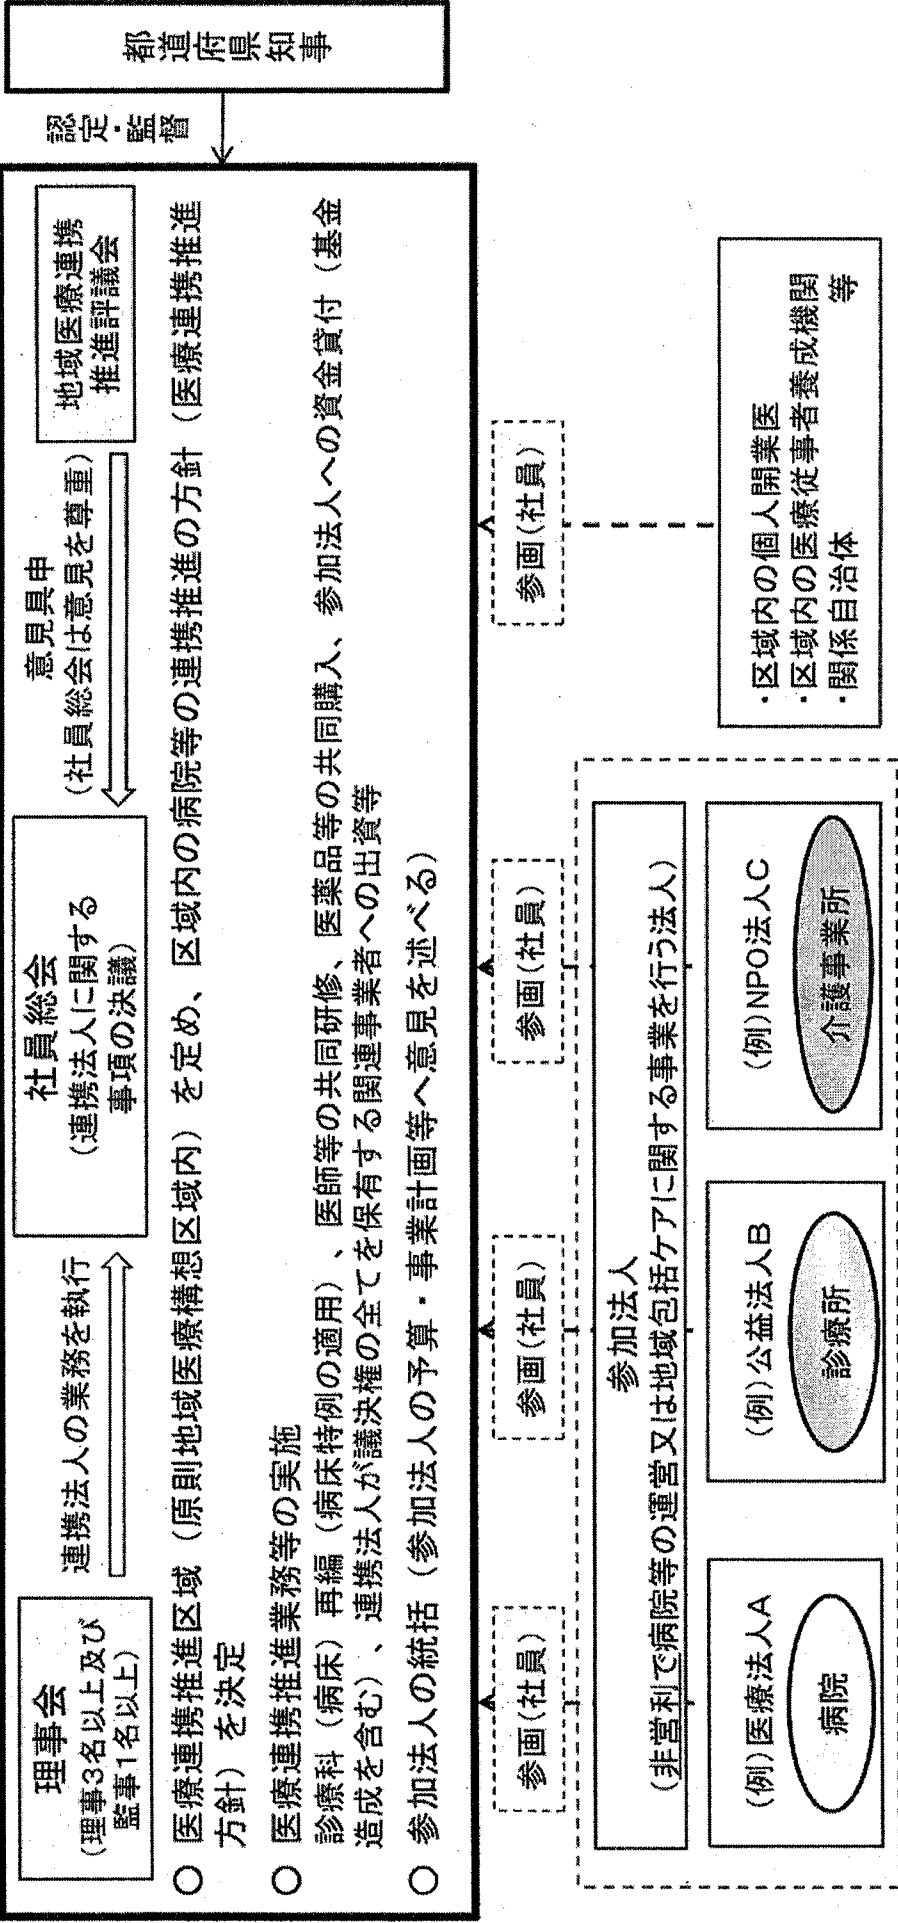 理事会
(理事3名以上及び
監事1名以上)
連携法人の業務を執行
社員総会
(連携法人に関する
事項の決議)
意見具申
(社員総会は意見を尊重)
地域医療連携
推進評議会
認定・監督
都道府県知事
○ 医療連携推進区域(原則地域医療構想区域内)を定め、区域内の病院等の連携推進の方針(医療連携推進
方針)を決定
○ 医療連携推進業務等の実施
診療科(病床)再編(病床特例の適用)、医師等の共同研修、医薬品等の共同購入、参加法人への資金貸付(基金
造成を含む)、連携法人が議決権の全てを保有する関連事業者への出資等
○ 参加法人の統括(参加法人の予算・事業計画等へ意見を述べる)
参画(社員)
参画(社員)
参画(社員)
参画(社員)
参加法人
(非営利で病院等の運営又は地域包括ケアに関する事業を行う法人)
(例)医療法人A
病院
(例)公益法人B
診療所
(例)NPO法人C
介護事業所
・区域内の個人開業医
・区域内の医療従事者養成機関
・関係自治体 等